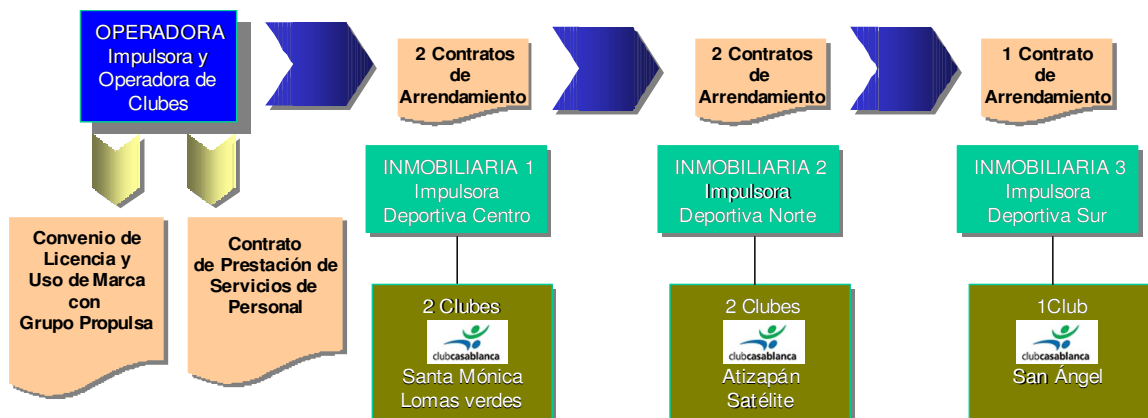 OPERADORA
Impulsora y
Operadora de
Clubes
2 Contratos
de
Arrendamiento
2 Contratos
de
Arrendamiento
1 Contrato
de
Arrendamiento
INMOBILIARIA 1
Impulsora
Deportiva Centro
INMOBILIARIA 2
Impulsora
Deportiva Norte
INMOBILIARIA 3
Impulsora
Deportiva Sur
Convenio de
Licencia y
Uso de Marca
con
Grupo Propulsa
Contrato
de Prestación de
Servicios de
Personal
2 Clubes
clubcasablanca
Santa Mónica
Lomas verdes
2 Clubes
clubcasablanca
Atizapán
Satélite
1Club
clubcasablanca
San Ángel